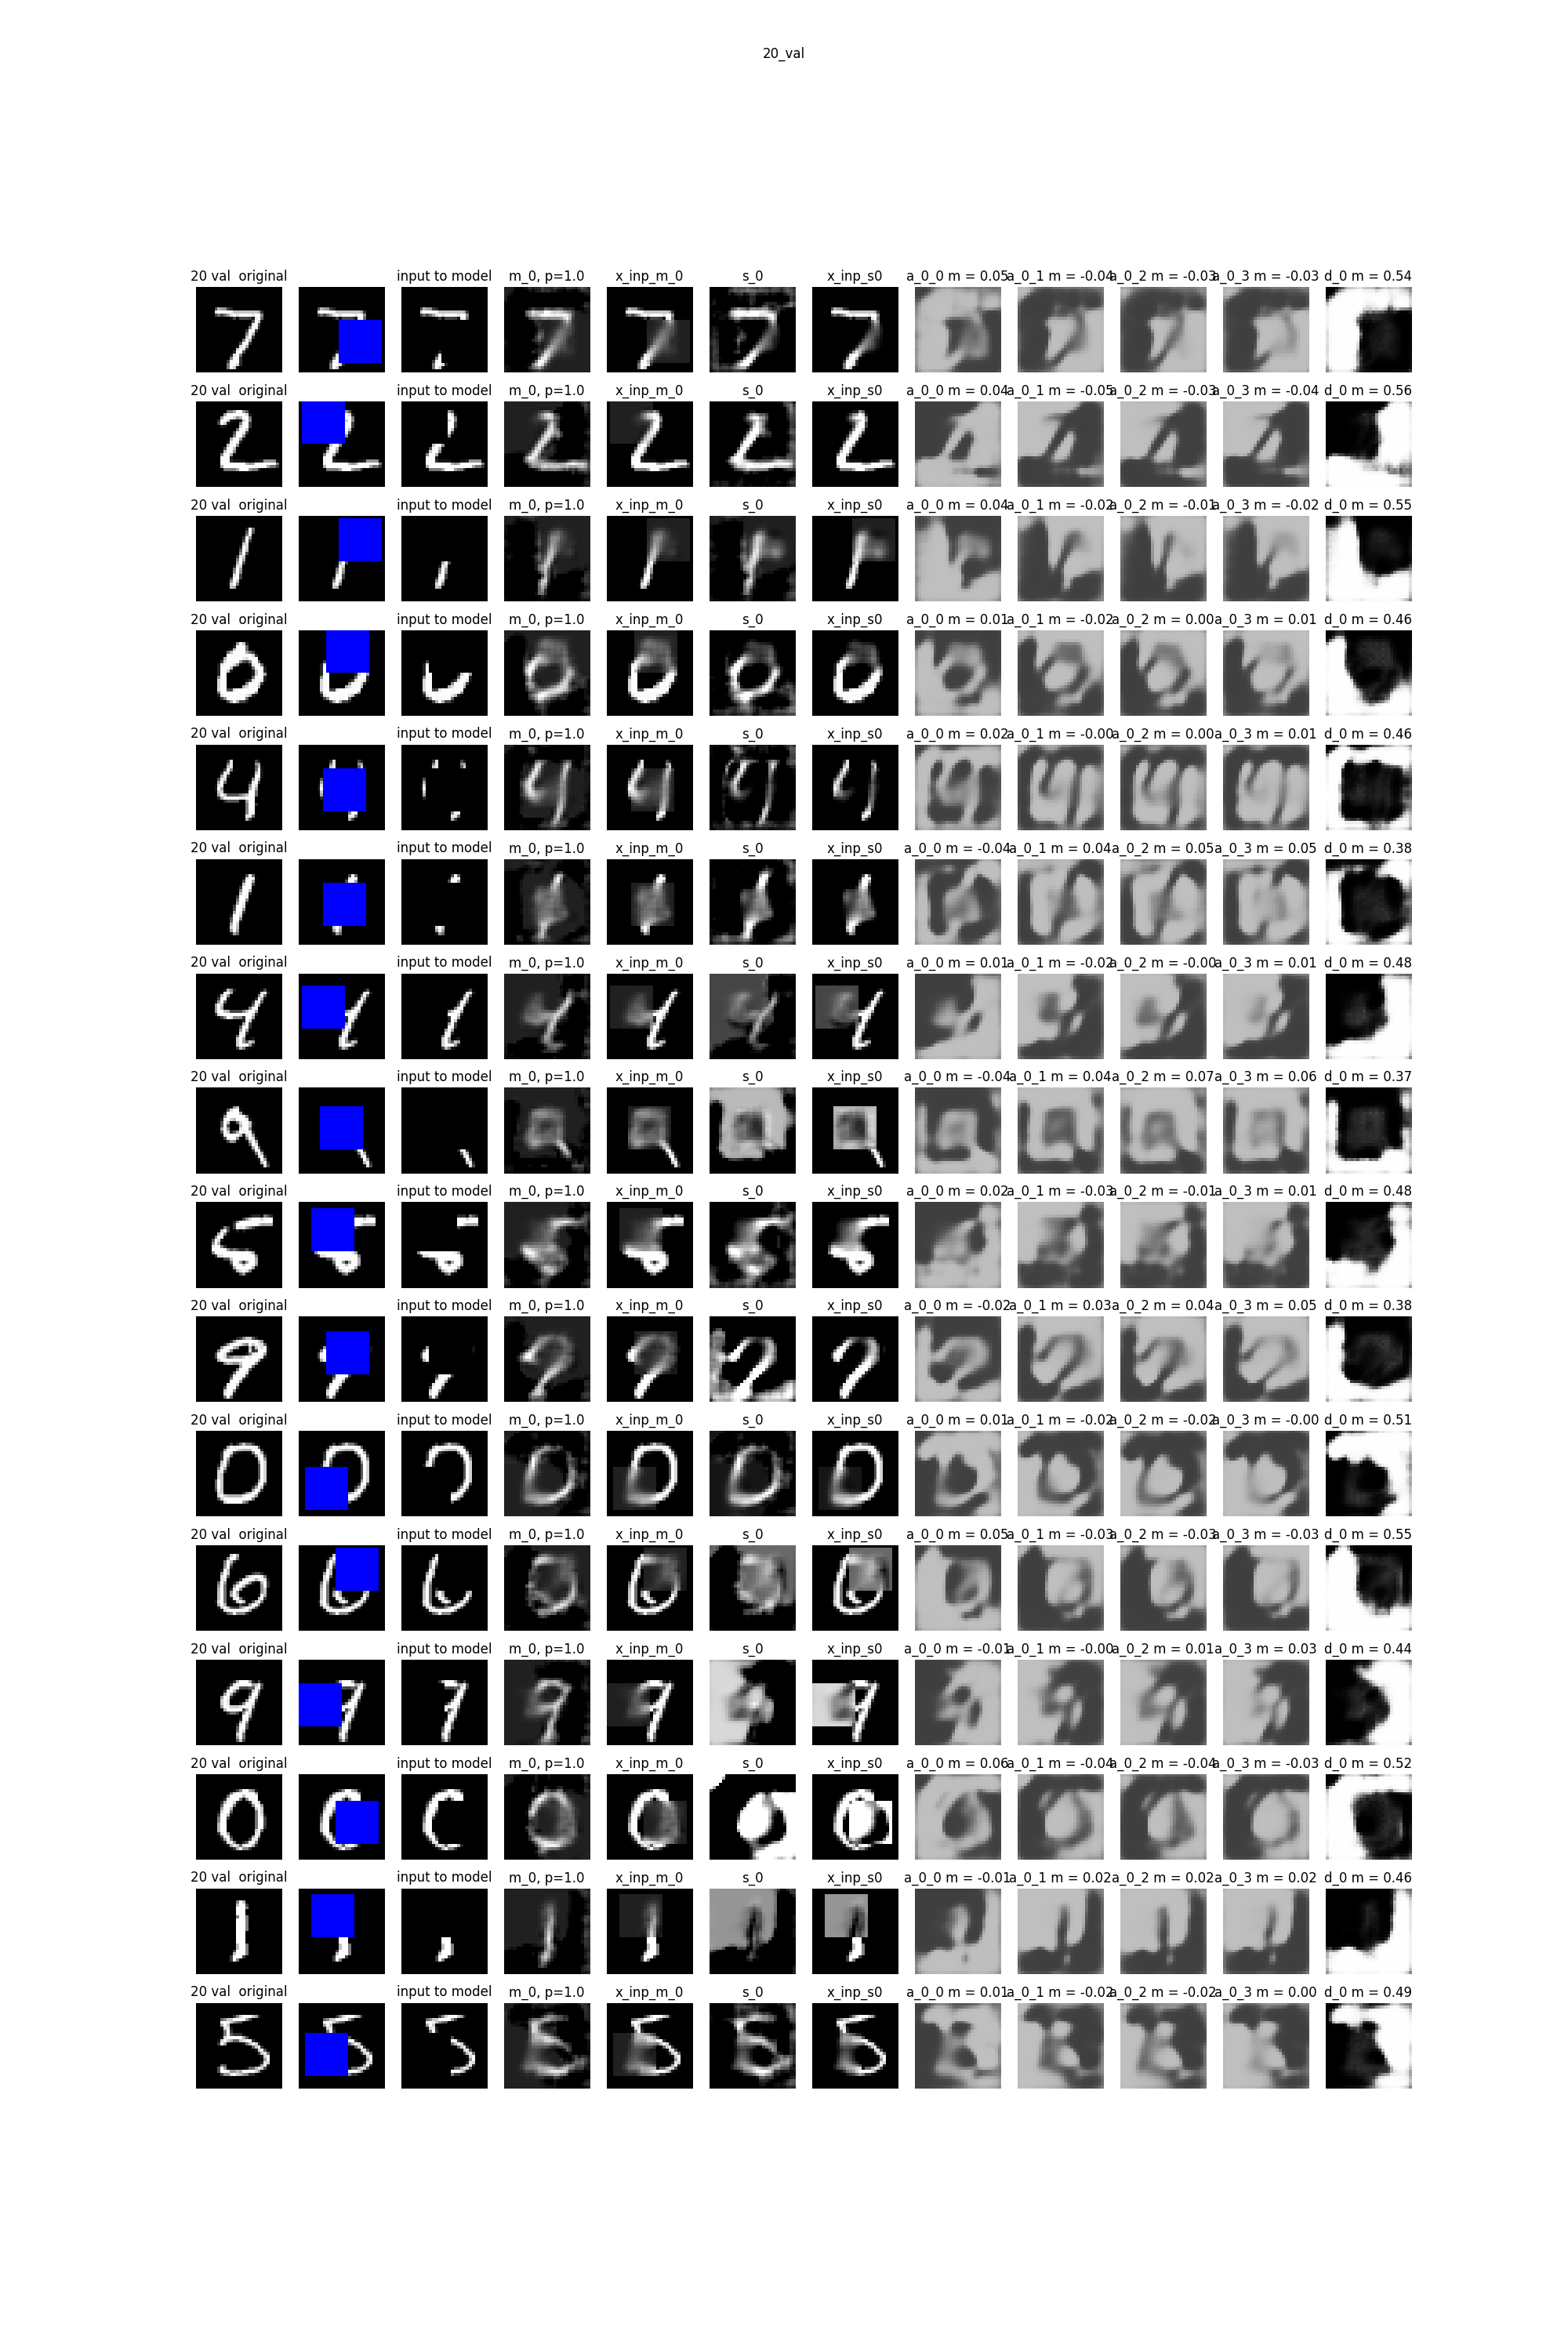 20_val
20 val  original input to model m_0, p=1.0 x_inp_m_0 s_0 x_inp_s0 a_0_0 m = 0.05 a_0_1 m = -0.04 a_0_2 m = -0.03 a_0_3 m = -0.03 d_0 m = 0.54
20 val  original input to model m_0, p=1.0 x_inp_m_0 s_0 x_inp_s0 a_0_0 m = 0.04 a_0_1 m = -0.05 a_0_2 m = -0.03 a_0_3 m = -0.04 d_0 m = 0.56
20 val  original input to model m_0, p=1.0 x_inp_m_0 s_0 x_inp_s0 a_0_0 m = 0.04 a_0_1 m = -0.02 a_0_2 m = -0.01 a_0_3 m = -0.02 d_0 m = 0.55
20 val  original input to model m_0, p=1.0 x_inp_m_0 s_0 x_inp_s0 a_0_0 m = 0.01 a_0_1 m = -0.02 a_0_2 m = 0.00 a_0_3 m = 0.01 d_0 m = 0.46
20 val  original input to model m_0, p=1.0 x_inp_m_0 s_0 x_inp_s0 a_0_0 m = 0.02 a_0_1 m = -0.00 a_0_2 m = 0.00 a_0_3 m = 0.01 d_0 m = 0.46
20 val  original input to model m_0, p=1.0 x_inp_m_0 s_0 x_inp_s0 a_0_0 m = -0.04 a_0_1 m = 0.04 a_0_2 m = 0.05 a_0_3 m = 0.05 d_0 m = 0.38
20 val  original input to model m_0, p=1.0 x_inp_m_0 s_0 x_inp_s0 a_0_0 m = 0.01 a_0_1 m = -0.02 a_0_2 m = -0.00 a_0_3 m = 0.01 d_0 m = 0.48
20 val  original input to model m_0, p=1.0 x_inp_m_0 s_0 x_inp_s0 a_0_0 m = -0.04 a_0_1 m = 0.04 a_0_2 m = 0.07 a_0_3 m = 0.06 d_0 m = 0.37
20 val  original input to model m_0, p=1.0 x_inp_m_0 s_0 x_inp_s0 a_0_0 m = 0.02 a_0_1 m = -0.03 a_0_2 m = -0.01 a_0_3 m = 0.01 d_0 m = 0.48
20 val  original input to model m_0, p=1.0 x_inp_m_0 s_0 x_inp_s0 a_0_0 m = -0.02 a_0_1 m = 0.03 a_0_2 m = 0.04 a_0_3 m = 0.05 d_0 m = 0.38
20 val  original input to model m_0, p=1.0 x_inp_m_0 s_0 x_inp_s0 a_0_0 m = 0.01 a_0_1 m = -0.02 a_0_2 m = -0.02 a_0_3 m = -0.00 d_0 m = 0.51
20 val  original input to model m_0, p=1.0 x_inp_m_0 s_0 x_inp_s0 a_0_0 m = 0.05 a_0_1 m = -0.03 a_0_2 m = -0.03 a_0_3 m = -0.03 d_0 m = 0.55
20 val  original input to model m_0, p=1.0 x_inp_m_0 s_0 x_inp_s0 a_0_0 m = -0.01 a_0_1 m = -0.00 a_0_2 m = 0.01 a_0_3 m = 0.03 d_0 m = 0.44
20 val  original input to model m_0, p=1.0 x_inp_m_0 s_0 x_inp_s0 a_0_0 m = 0.06 a_0_1 m = -0.04 a_0_2 m = -0.04 a_0_3 m = -0.03 d_0 m = 0.52
20 val  original input to model m_0, p=1.0 x_inp_m_0 s_0 x_inp_s0 a_0_0 m = -0.01 a_0_1 m = 0.02 a_0_2 m = 0.02 a_0_3 m = 0.02 d_0 m = 0.46
20 val  original input to model m_0, p=1.0 x_inp_m_0 s_0 x_inp_s0 a_0_0 m = 0.01 a_0_1 m = -0.02 a_0_2 m = -0.02 a_0_3 m = 0.00 d_0 m = 0.49